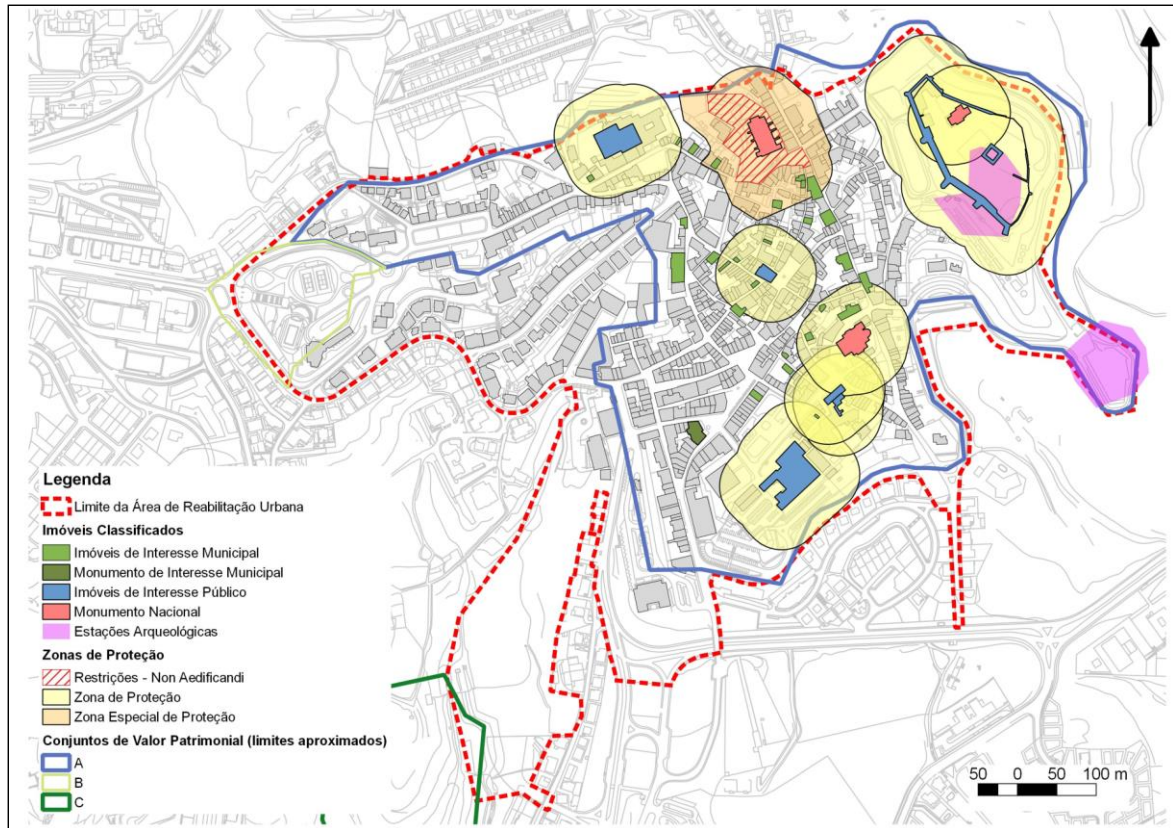 Legenda
Limite da Área de Reabilitação Urbana
Imóveis Classificados
Imóveis de Interesse Municipal
Monumento de Interesse Municipal
Imóveis de Interesse Público
Monumento Nacional
Estações Arqueológicas
Zonas de Proteção
Restrições - Non Aedificandi
Zona de Proteção
Zona Especial de Proteção
Conjuntos de Valor Patrimonial (limites aproximados)
A
B
C
50 0 50 100 m